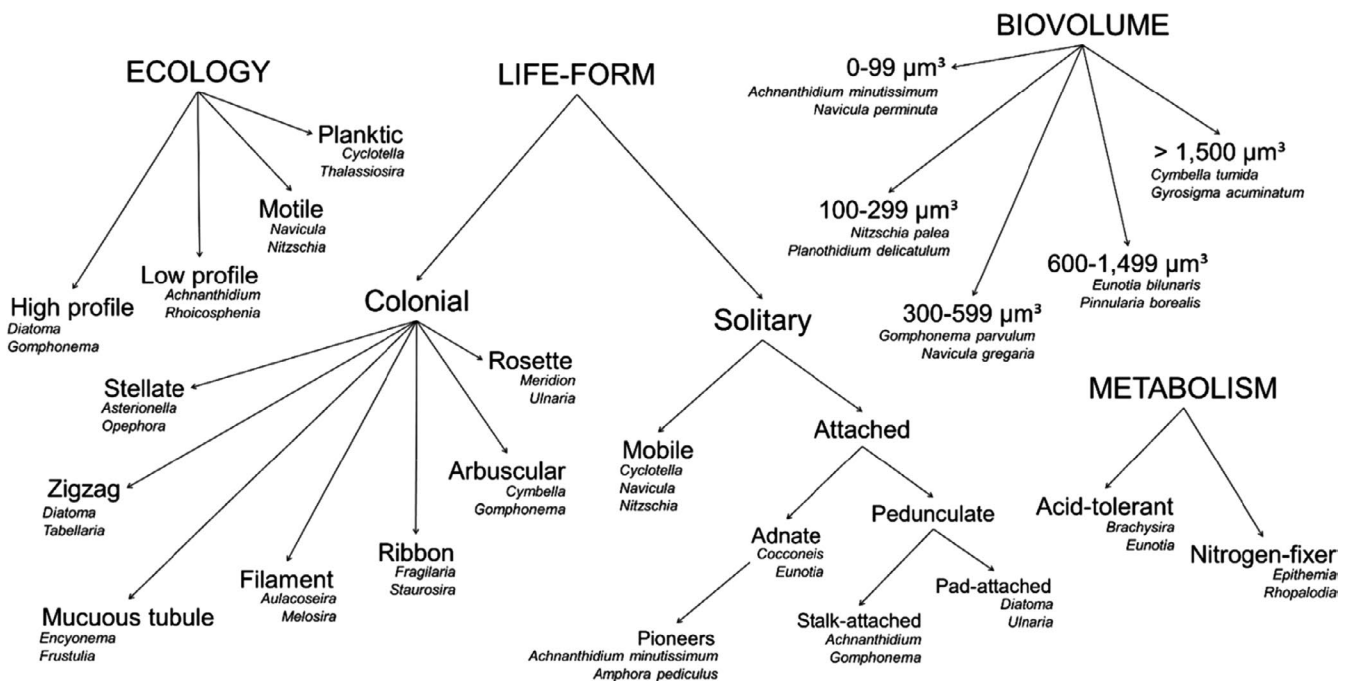 ECOLOGY
Planktic
Cyclotella
Thalassiosira
Motile
Navicula
Nitzschia
Low profile
Achnanthidium
Rhoicosphenia
High profile
Diatoma
Gomphonema
LIFE-FORM
Colonial
Stellate
Asterionella
Opephora
Zigzag
Diatoma
Tabellaria
Mucuous tubule
Encyonema
Frustulia
Filament
Aulacoseira
Melosira
Ribbon
Fragilaria
Staurosira
Arbuscular
Cymbella
Gomphonema
Rosette
Meridion
Ulnaria
Solitary
Mobile
Cyclotella
Navicula
Nitzschia
Attached
Adnate
Cocconeis
Eunotia
Pioneers
Achnanthidium minutissimum
Amphora pediculus
Pedunculate
Stalk-attached
Achnanthidium
Gomphonema
Pad-attached
Diatoma
Ulnaria
BIOVOLUME
0-99 µm³
Achnanthidium minutissimum
Navicula perminuta
100-299 µm³
Nitzschia palea
Planothidium delicatulum
300-599 µm³
Gomphonema parvulum
Navicula gregaria
600-1,499 µm³
Eunotia bilunaris
Pinnularia borealis
> 1,500 µm³
Cymbella tumida
Gyrosigma acuminatum
METABOLISM
Acid-tolerant
Brachysira
Eunotia
Nitrogen-fixer
Epithemia
Rhopalodia